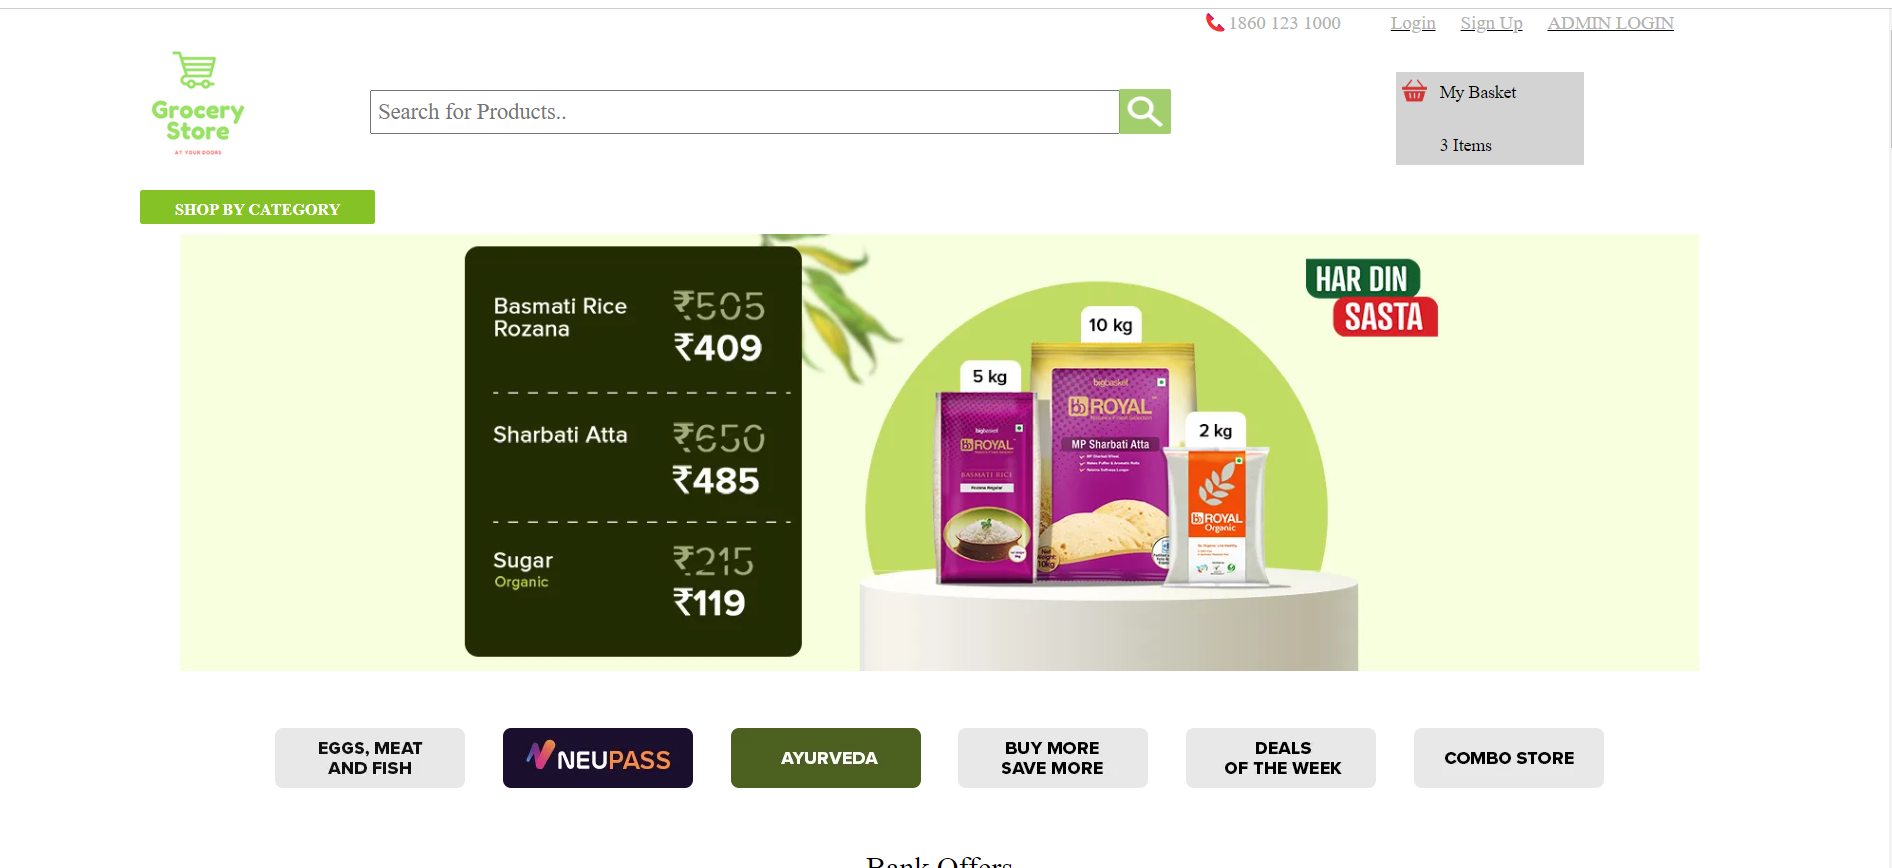 1860 123 1000
Login
Sign Up
ADMIN LOGIN
Grocery
Store
AT YOUR DOORS
Search for Products..
My Basket
3 Items
SHOP BY CATEGORY
Basmati Rice
Rozana
₹505
₹409
Sharbati Atta
₹650
₹485
Sugar
Organic
₹215
₹119
HAR DIN
SASTA
10 kg
5 kg
2 kg
bigbasket
bb ROYAL
MP Sharbati Atta
bigbasket
bb ROYAL
BASMATI RICE
bb ROYAL
Organic
Net
Weight:
10kg
EGGS, MEAT
AND FISH
NEUPASS
AYURVEDA
BUY MORE
SAVE MORE
DEALS
OF THE WEEK
COMBO STORE
Bank Offers